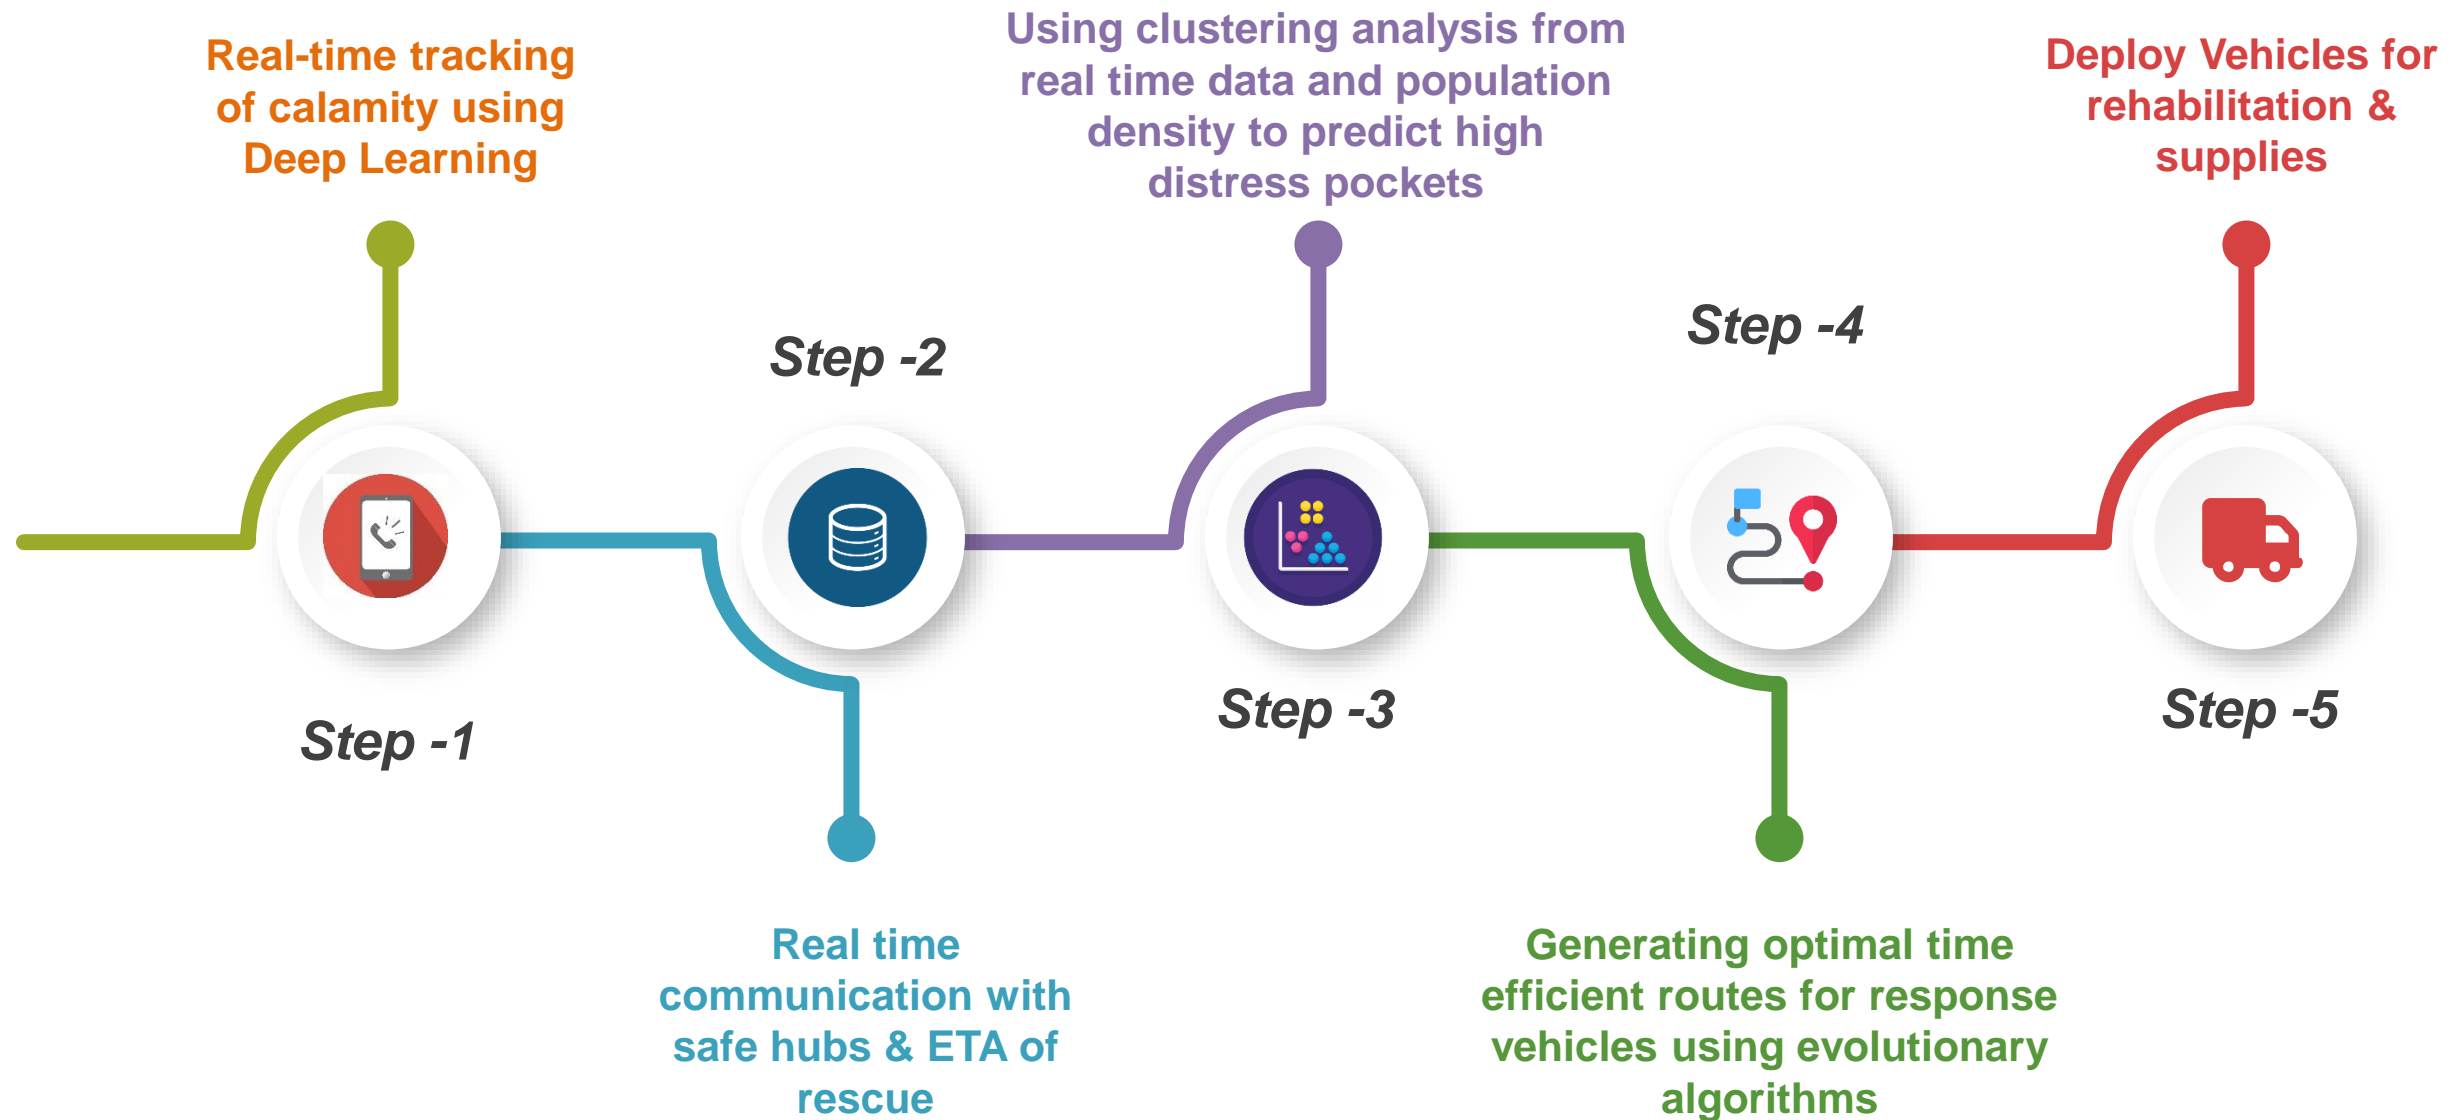 Real-time tracking
of calamity using
Deep Learning
Step -1
Step -2
Real time
communication with
safe hubs & ETA of
rescue
Using clustering analysis from
real time data and population
density to predict high
distress pockets
Step -3
Step -4
Generating optimal time
efficient routes for response
vehicles using evolutionary
algorithms
Deploy Vehicles for
rehabilitation &
supplies
Step -5